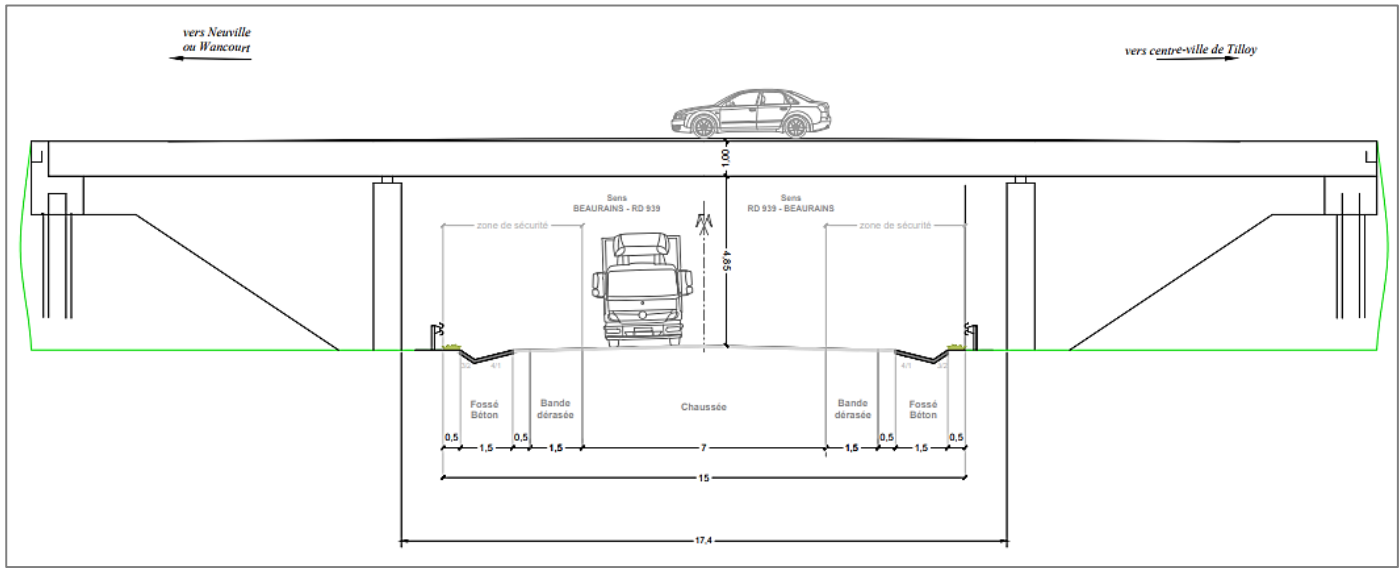 vers Neuville
ou Wancourt
vers centre-ville de Tilloy
1,00
Sens
BEAURAINS - RD 939
Sens
RD 939 - BEAURAINS
zone de sécurité
zone de sécurité
4,85
3/2
4/1
4/1
3/2
Fossé
Béton
Bande
dérasée
Chaussée
Bande
dérasée
Fossé
Béton
0,5
1,5
0,5
1,5
7
1,5
0,5
1,5
0,5
15
17,4